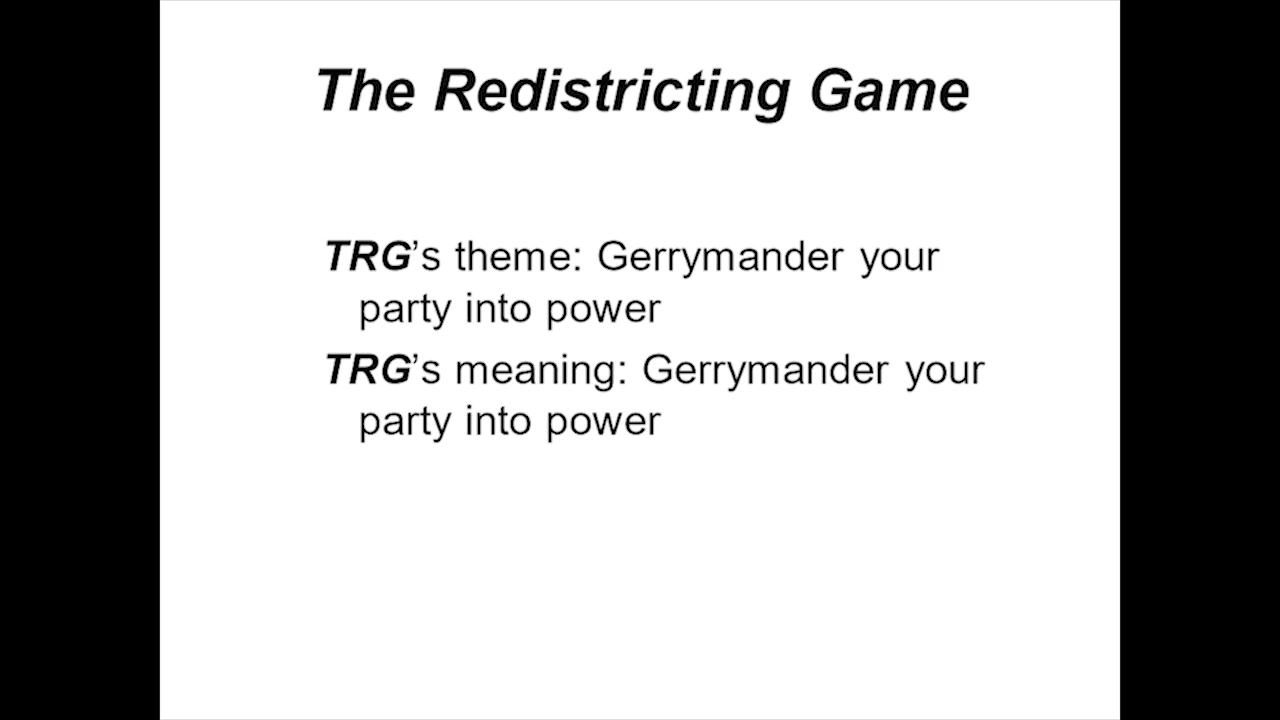 The Redistricting Game
TRG’s theme: Gerrymander your
party into power
TRG’s meaning: Gerrymander your
party into power